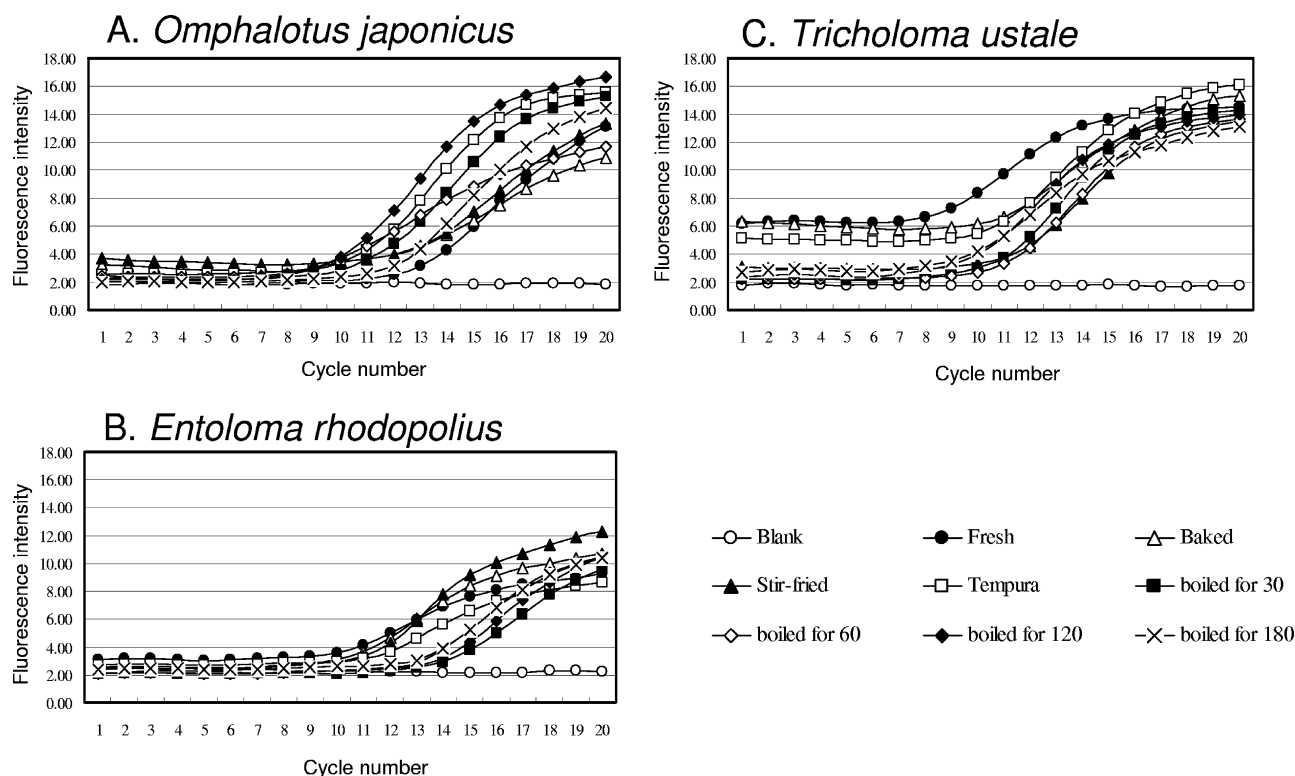 A. Omphalotus japonicus
Fluorescence intensity
18.00
16.00
14.00
12.00
10.00
8.00
6.00
4.00
2.00
0.00
1 2 3 4 5 6 7 8 9 10 11 12 13 14 15 16 17 18 19 20
Cycle number
C. Tricholoma ustale
Fluorescence intensity
18.00
16.00
14.00
12.00
10.00
8.00
6.00
4.00
2.00
0.00
1 2 3 4 5 6 7 8 9 10 11 12 13 14 15 16 17 18 19 20
Cycle number
B. Entoloma rhodopolius
Fluorescence intensity
18.00
16.00
14.00
12.00
10.00
8.00
6.00
4.00
2.00
0.00
1 2 3 4 5 6 7 8 9 10 11 12 13 14 15 16 17 18 19 20
Cycle number
Blank Fresh Baked
Stir-fried Tempura boiled for 30
boiled for 60 boiled for 120 boiled for 180